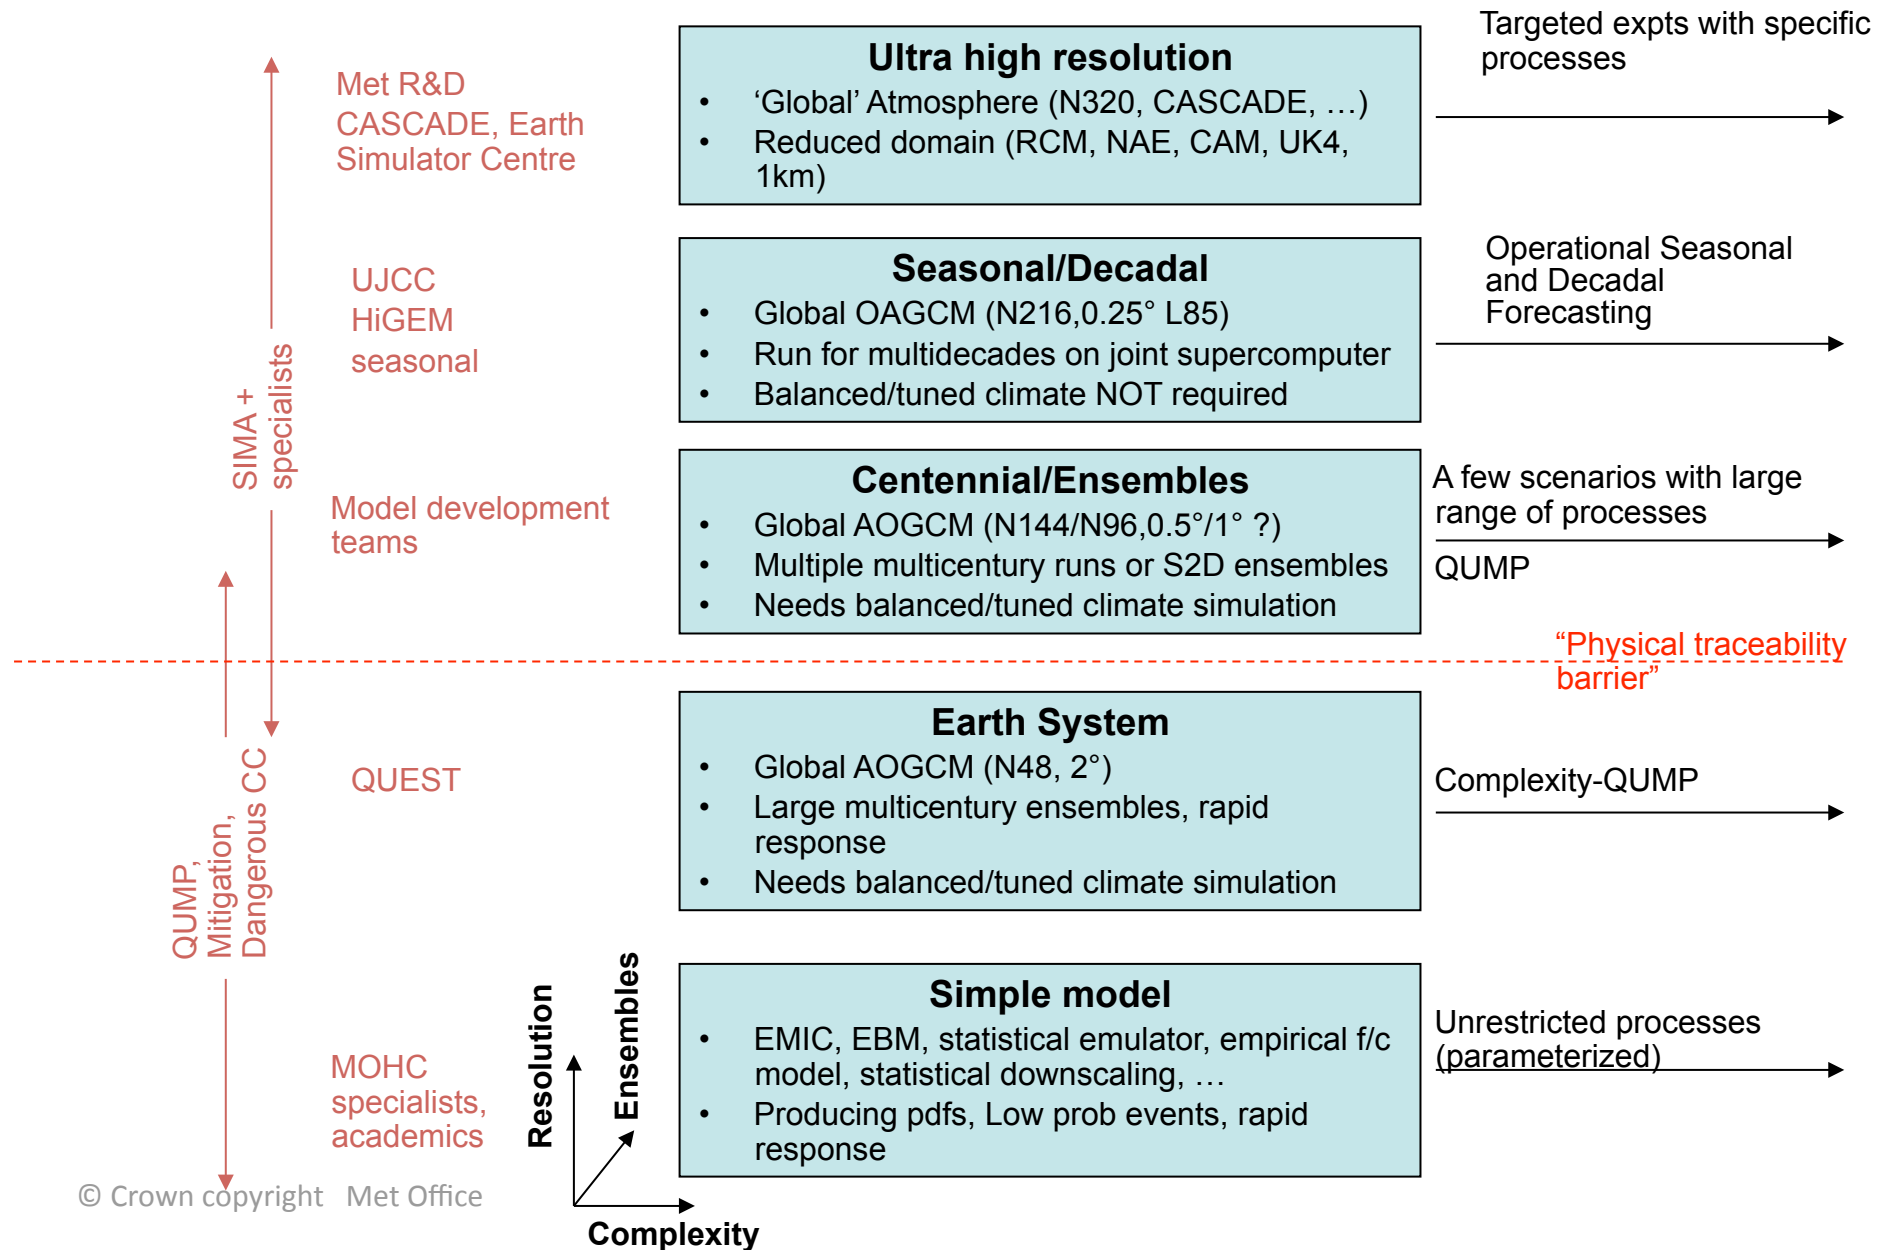 Met R&D
CASCADE, Earth
Simulator Centre
Ultra high resolution
• ‘Global’ Atmosphere (N320, CASCADE, …)
• Reduced domain (RCM, NAE, CAM, UK4,
1km)
Targeted expts with specific
processes
UJCC
HiGEM
seasonal
Seasonal/Decadal
• Global OAGCM (N216,0.25° L85)
• Run for multidecades on joint supercomputer
• Balanced/tuned climate NOT required
Operational Seasonal
and Decadal
Forecasting
SIMA +
specialists
Model development
teams
Centennial/Ensembles
• Global AOGCM (N144/N96,0.5°/1° ?)
• Multiple multicentury runs or S2D ensembles
• Needs balanced/tuned climate simulation
A few scenarios with large
range of processes
QUMP
“Physical traceability
barrier”
QUMP,
Mitigation,
Dangerous CC
QUEST
Earth System
• Global AOGCM (N48, 2°)
• Large multicentury ensembles, rapid
response
• Needs balanced/tuned climate simulation
Complexity-QUMP
MOHC
specialists,
academics
Resolution
Ensembles
Complexity
Simple model
• EMIC, EBM, statistical emulator, empirical f/c
model, statistical downscaling, …
• Producing pdfs, Low prob events, rapid
response
Unrestricted processes
(parameterized)
© Crown copyright Met Office